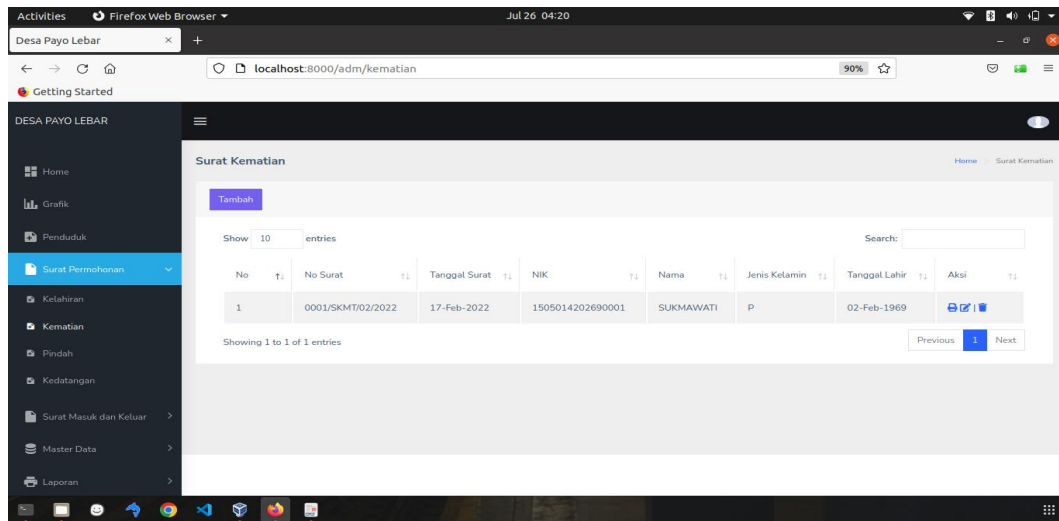 Activities Firefox Web Browser Jul 26 04:20
Desa Payo Lebar
localhost:8000/adm/kematian 90%
Getting Started
DESA PAYO LEBAR
Surat Kematian Home Surat Kematian
Home
Grafik
Penduduk
Surat Permohonan
Kelahiran
Kematian
Pindah
Kedatangan
Surat Masuk dan Keluar
Master Data
Laporan
Tambah
Show 10 entries Search:
No No Surat Tanggal Surat NIK Nama Jenis Kelamin Tanggal Lahir Aksi
1 0001/SKMT/02/2022 17-Feb-2022 1505014202690001 SUKMAWATI P 02-Feb-1969
Showing 1 to 1 of 1 entries Previous 1 Next